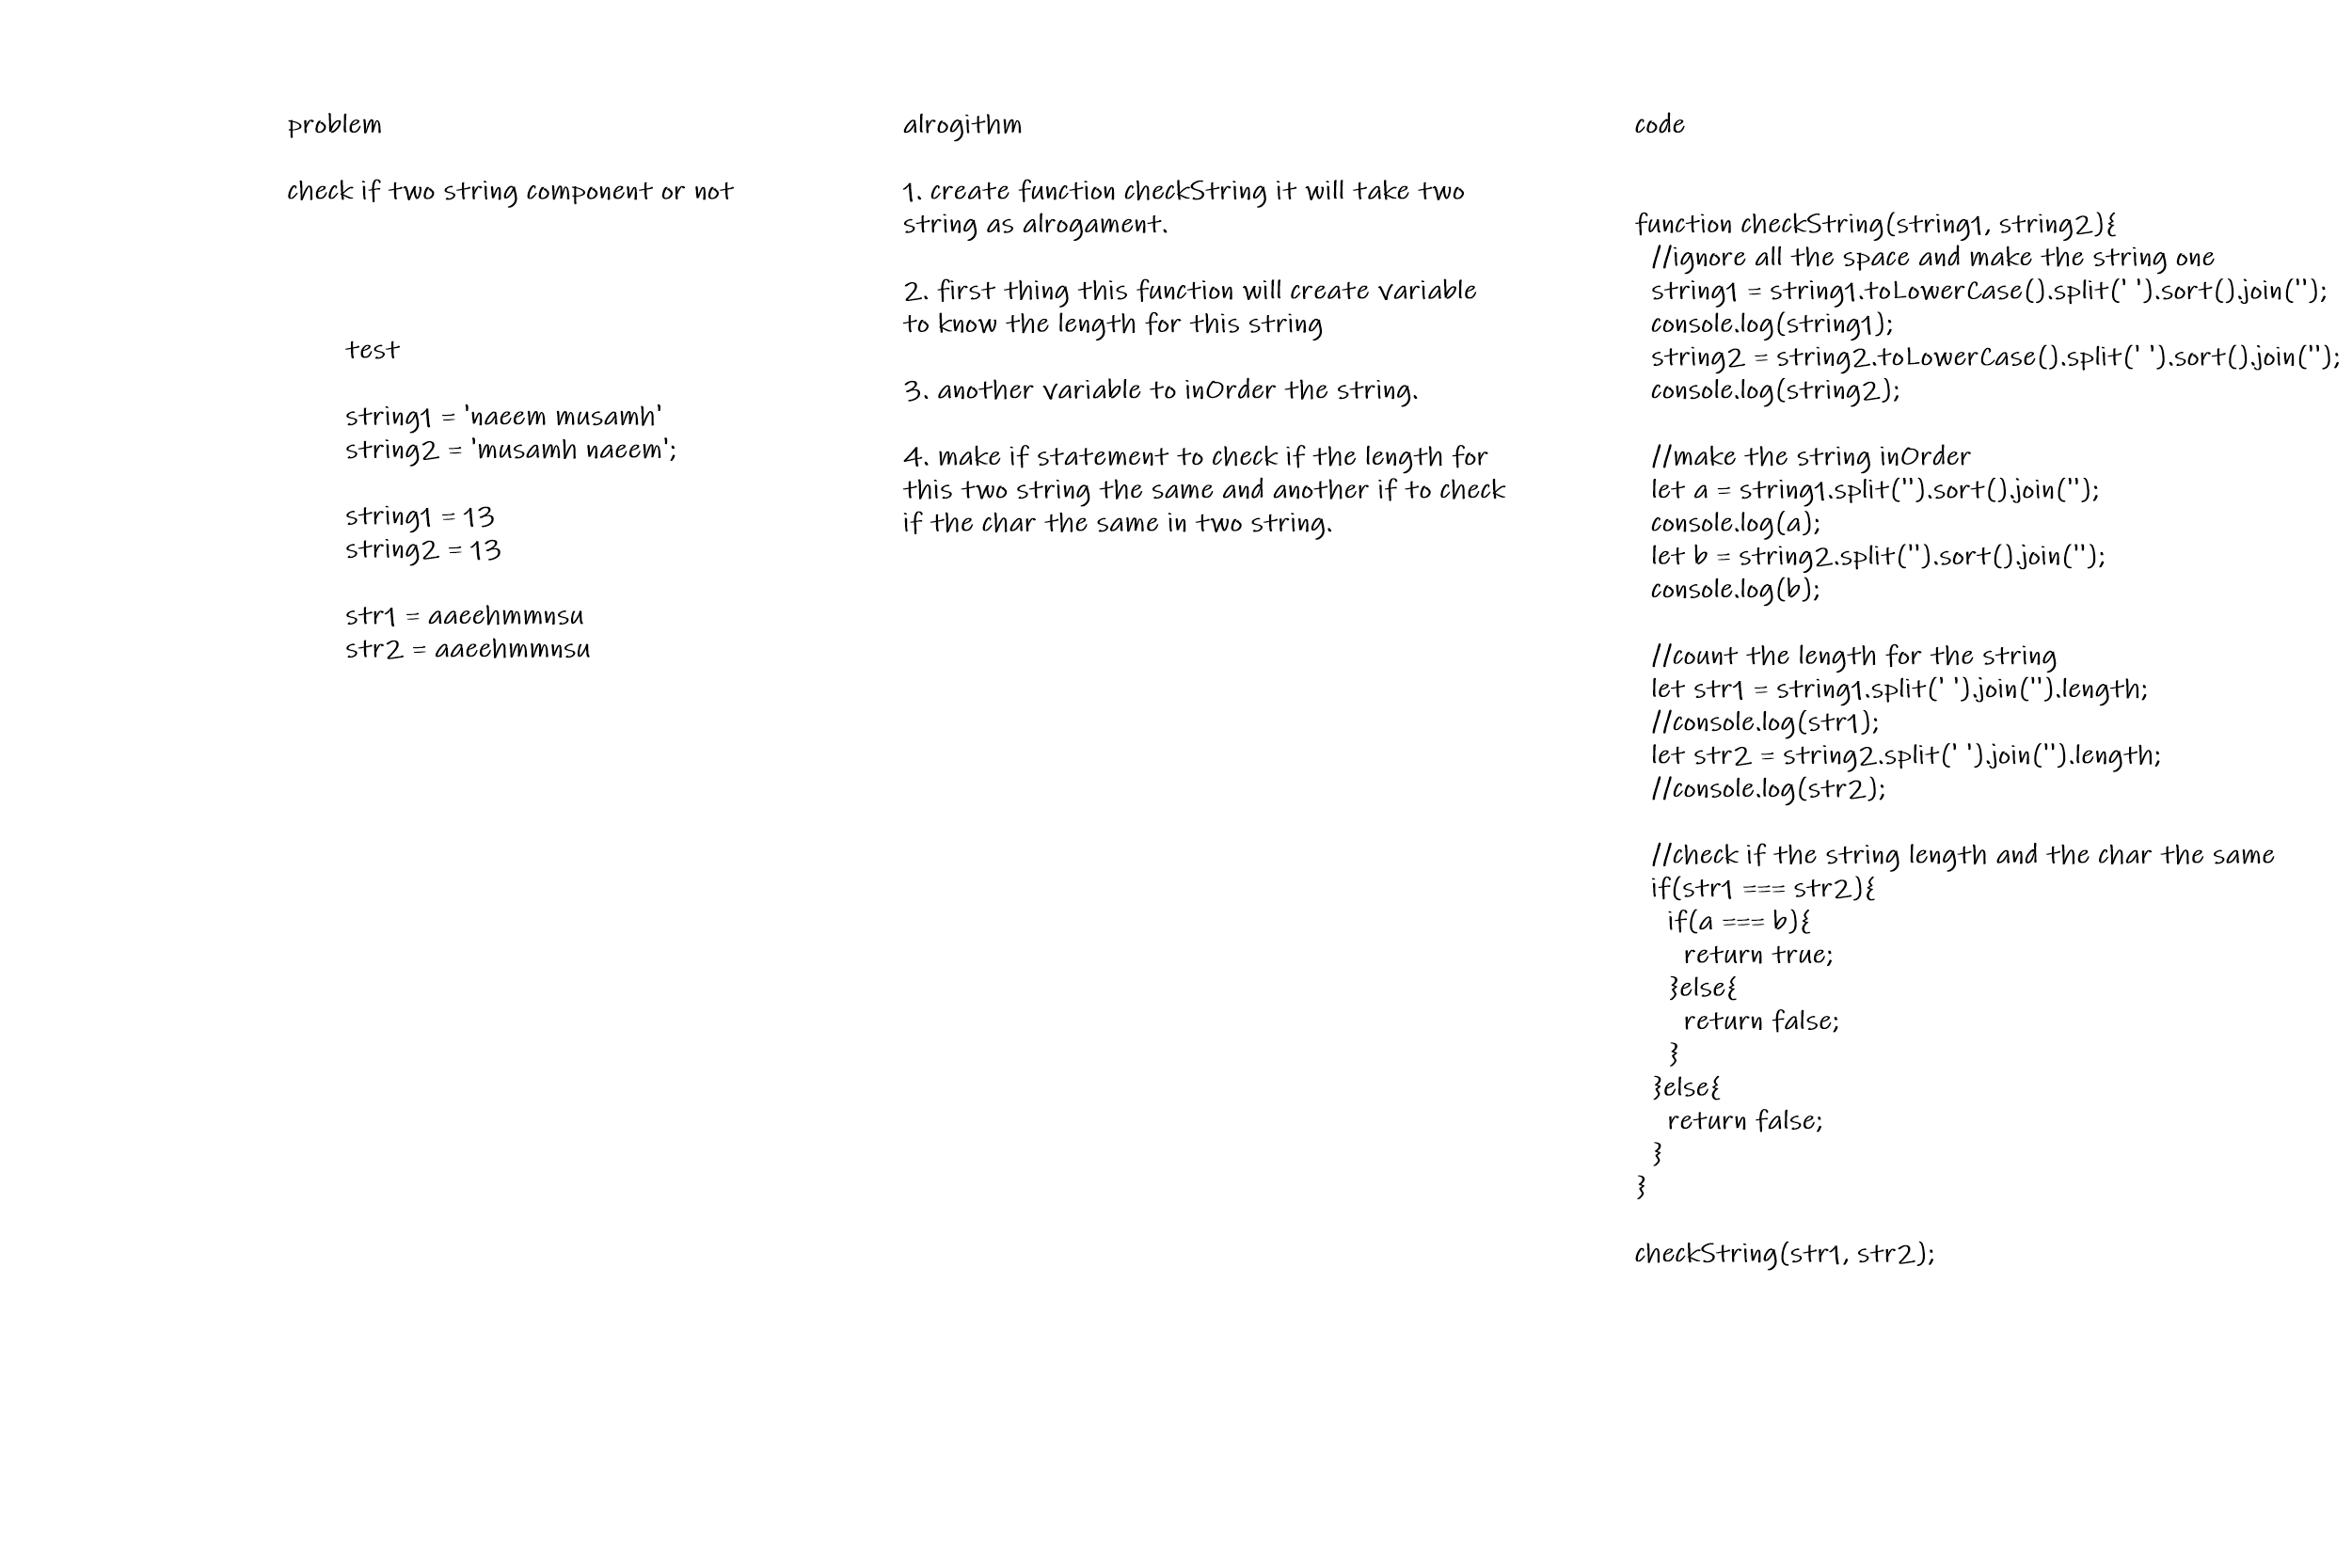 problem
check if two string component or not
test
string1 = 'naeem musamh'
string2 = 'musamh naeem';
string1 = 13
string2 = 13
str1 = aaeehmmnsu
str2 = aaeehmmnsu
alrogithm
1. create function checkString it will take two
string as alrogament.
2. first thing this function will create variable
to know the length for this string
3. another variable to inOrder the string.
4. make if statement to check if the length for
this two string the same and another if to check
if the char the same in two string.
code
function checkString(string1, string2){
//ignore all the space and make the string one
string1 = string1.toLowerCase().split(' ').sort().join('');
console.log(string1);
string2 = string2.toLowerCase().split(' ').sort().join('');
console.log(string2);
//make the string inOrder
let a = string1.split('').sort().join('');
console.log(a);
let b = string2.split('').sort().join('');
console.log(b);
//count the length for the string
let str1 = string1.split(' ').join('').length;
//console.log(str1);
let str2 = string2.split(' ').join('').length;
//console.log(str2);
//check if the string length and the char the same
if(str1 === str2){
if(a === b){
return true;
}else{
return false;
}
}else{
return false;
}
}
checkString(str1, str2);